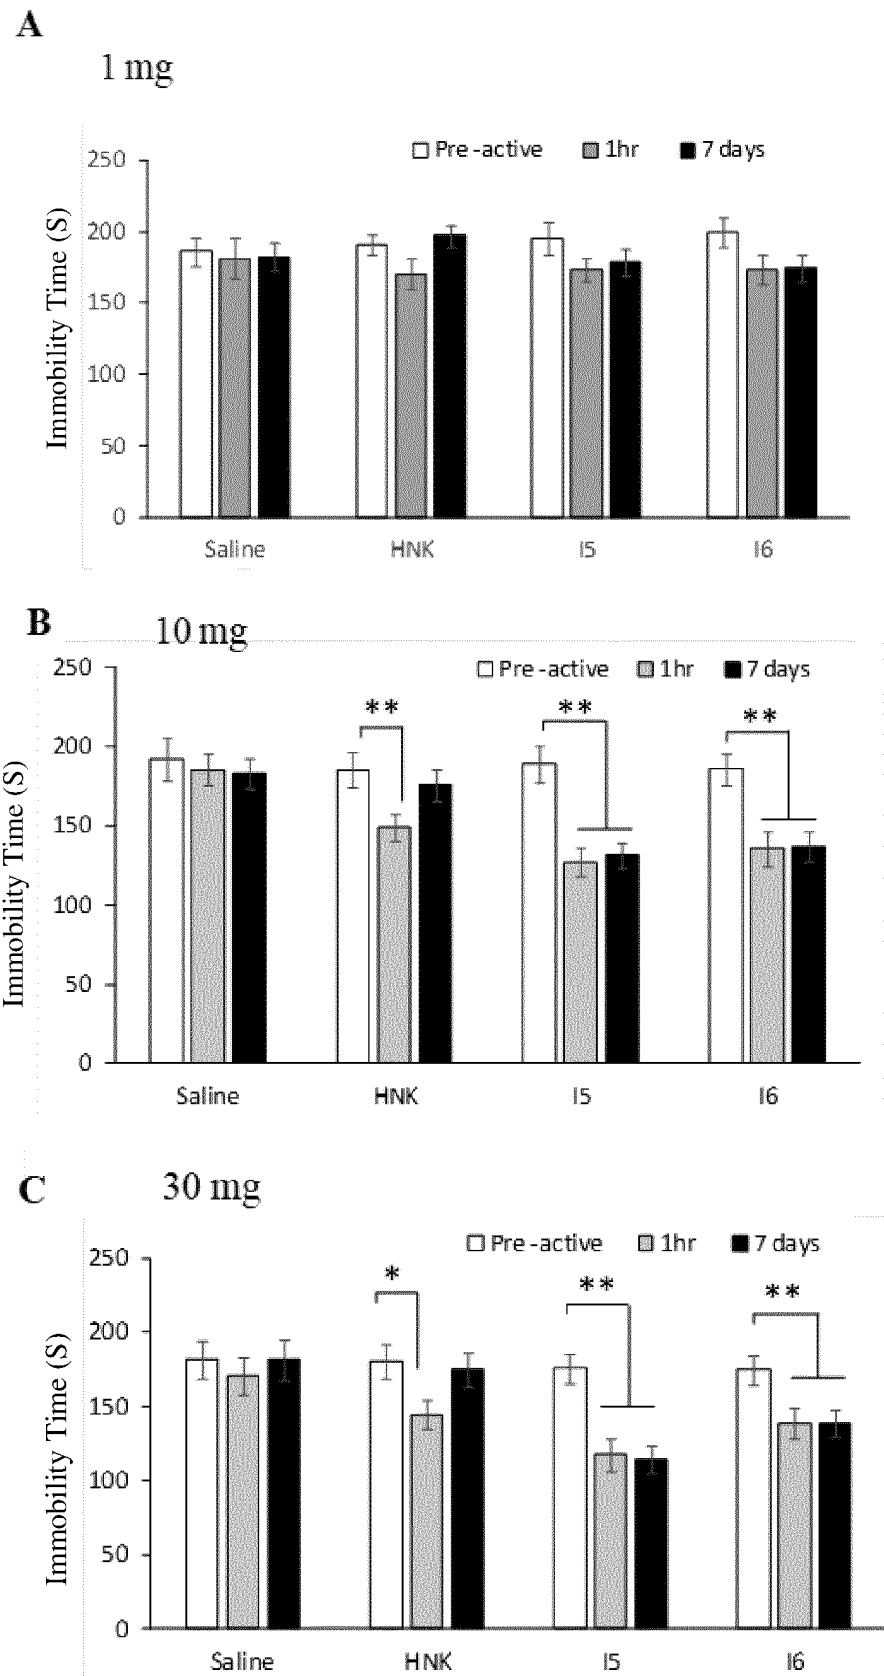 A
1 mg
Pre -active 1hr 7 days
250
200
150
100
50
0
Immobility Time (S)
Saline HNK I5 I6
B
10 mg
Pre -active 1hr 7 days
250
200
150
100
50
0
Immobility Time (S)
** ** **
Saline HNK I5 I6
C
30 mg
Pre -active 1hr 7 days
250
200
150
100
50
0
Immobility Time (S)
* ** **
Saline HNK I5 I6